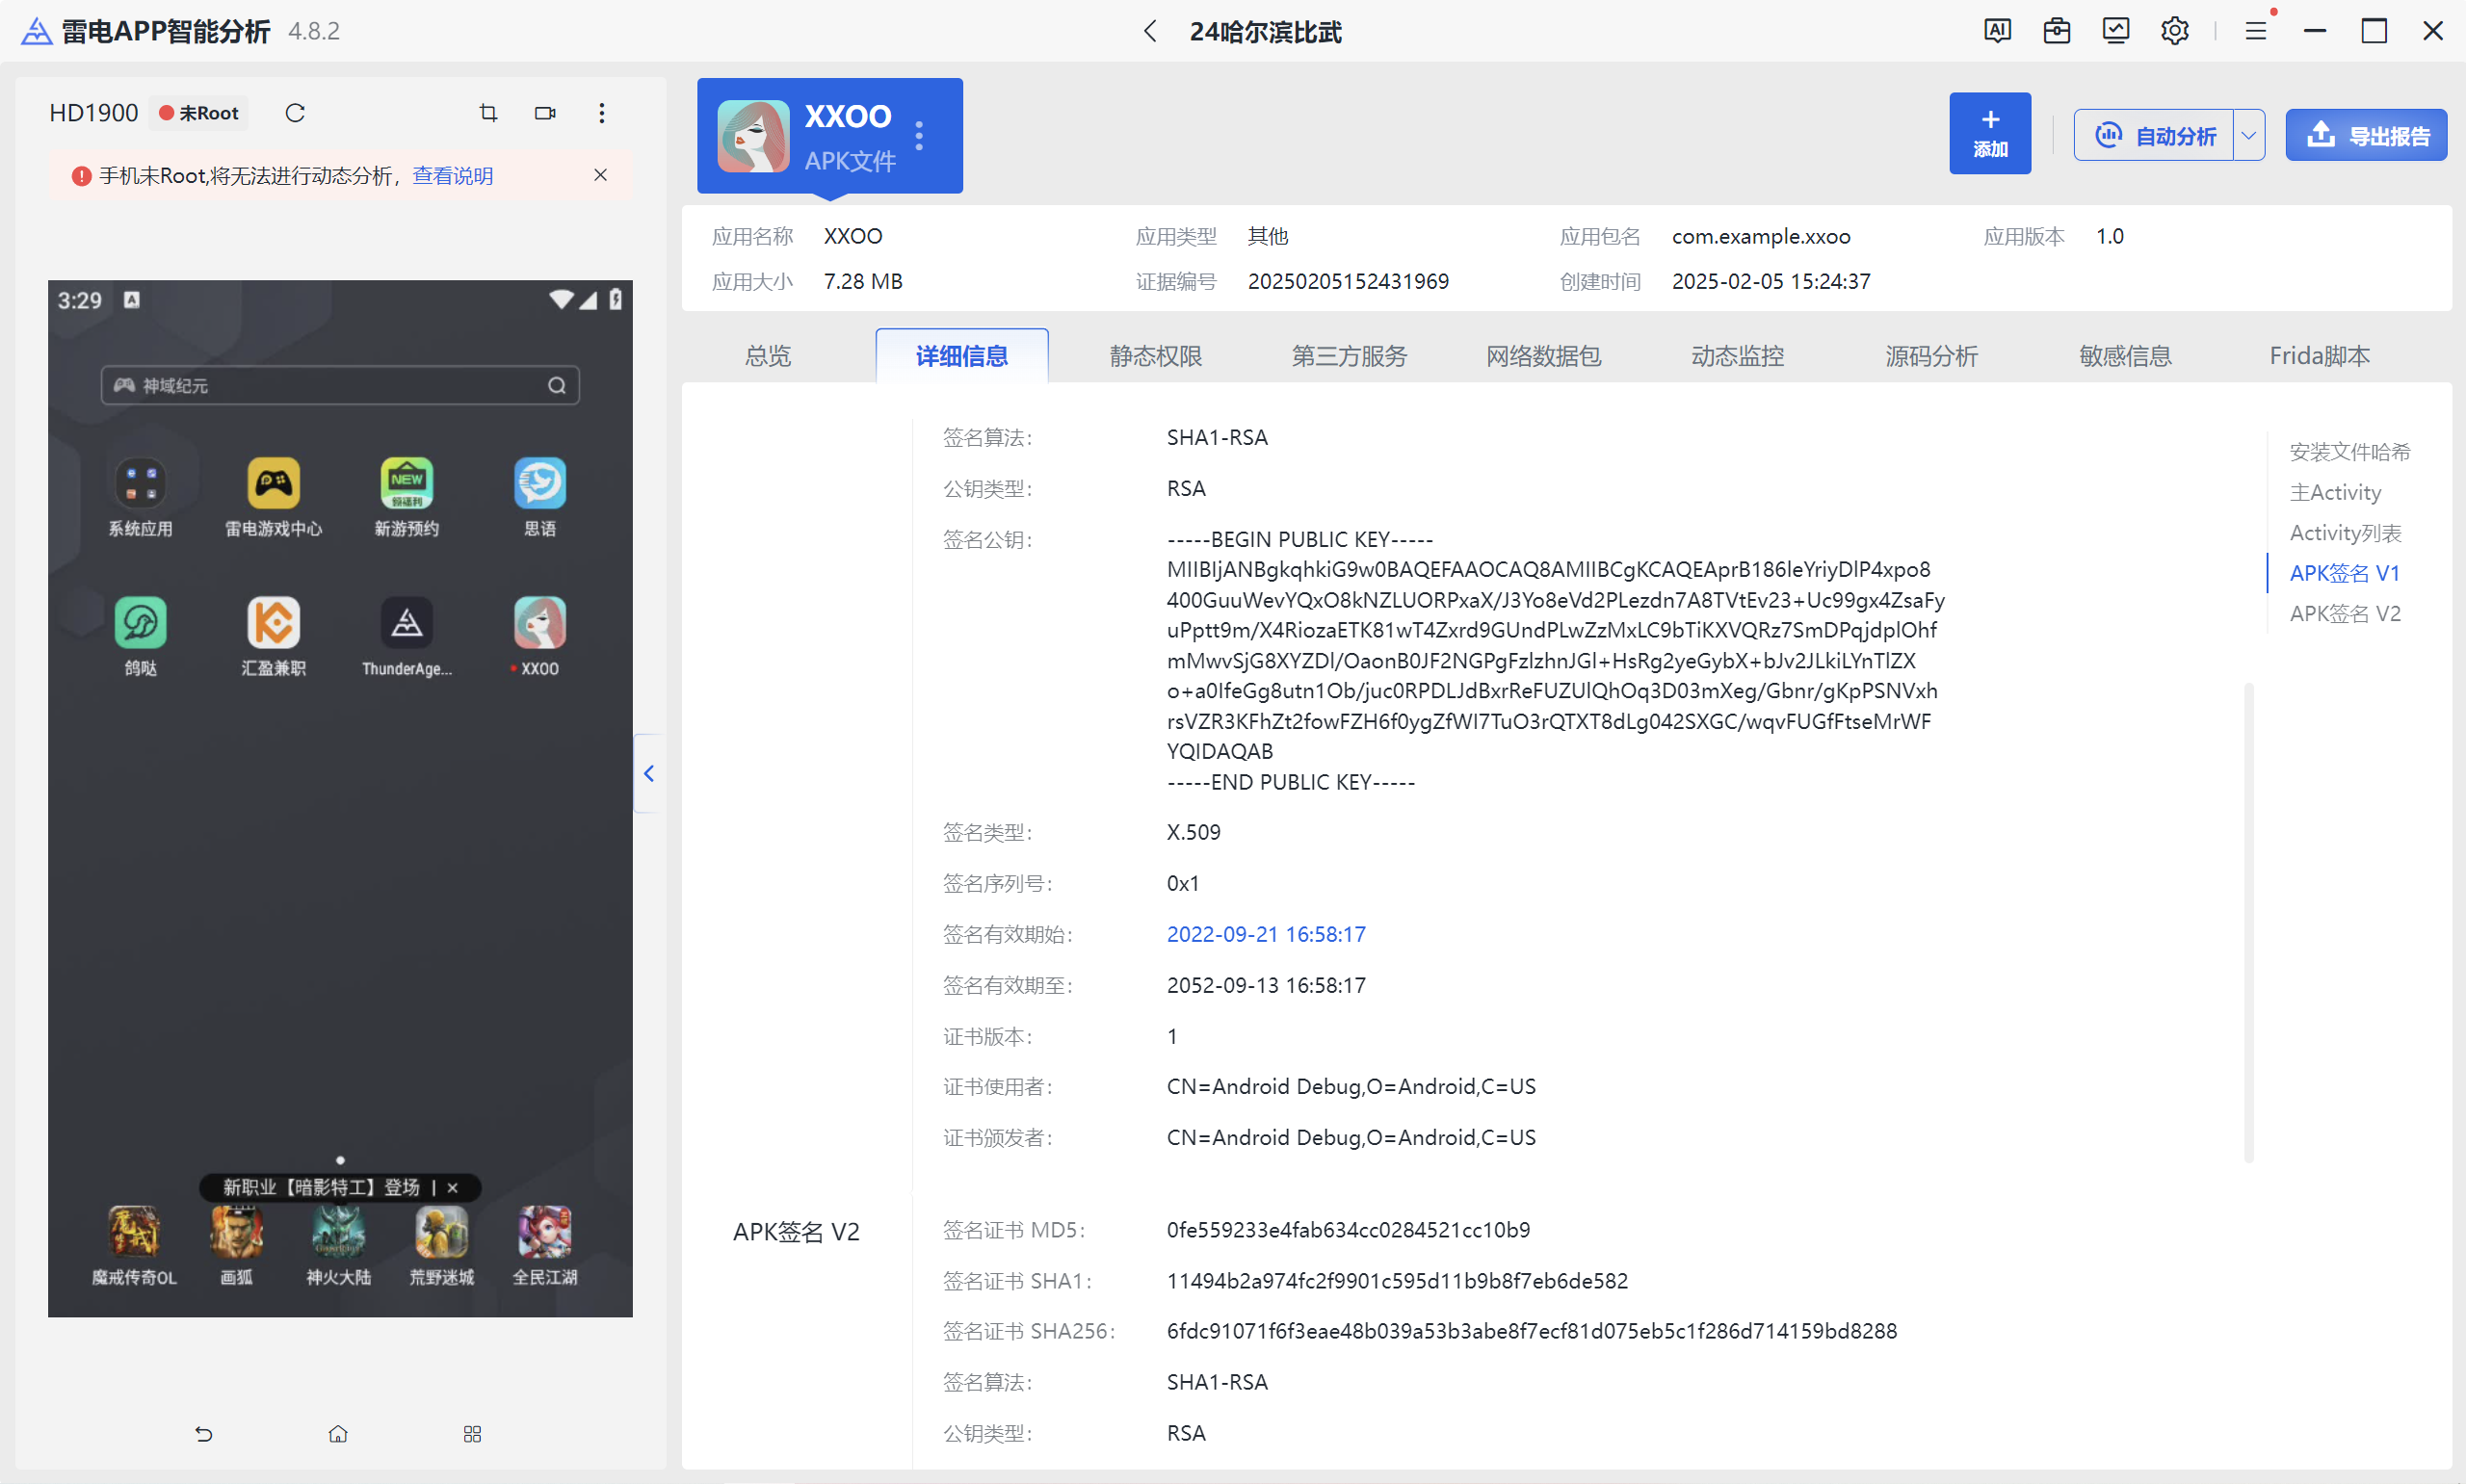 雷电APP智能分析 4.8.2
24哈尔滨比武
AI
HD1900 未Root
手机未Root,将无法进行动态分析，查看说明
3:29 A
神域纪元
NEW
领福利
系统应用 雷电游戏中心 新游预约 思语
鸽哒 汇盈兼职 ThunderAge... XXOO
新职业【暗影特工】登场 | ×
魔戒传奇OL 画狐 神火大陆 荒野迷城 全民江湖
XXOO
APK文件
添加
自动分析
导出报告
应用名称 XXOO 应用类型 其他 应用包名 com.example.xxoo 应用版本 1.0
应用大小 7.28 MB 证据编号 20250205152431969 创建时间 2025-02-05 15:24:37
总览 详细信息 静态权限 第三方服务 网络数据包 动态监控 源码分析 敏感信息 Frida脚本
签名算法： SHA1-RSA
公钥类型： RSA
签名公钥： -----BEGIN PUBLIC KEY-----
MIIBIjANBgkqhkiG9w0BAQEFAAOCAQ8AMIIBCgKCAQEAprB186leYriyDlP4xpo8
400GuuWevYQxO8kNZLUORPxaX/J3Yo8eVd2PLezdn7A8TVtEv23+Uc99gx4ZsaFy
uPptt9m/X4RiozaETK81wT4Zxrd9GUndPLwZzMxLC9bTiKXVQRz7SmDPqjdplOhf
mMwvSjG8XYZDl/OaonB0JF2NGPgFzlzhnJGl+HsRg2yeGybX+bJv2JLkiLYnTlZX
o+a0IfeGg8utn1Ob/juc0RPDLJdBxrReFUZUlQhOq3D03mXeg/Gbnr/gKpPSNVxh
rsVZR3KFhZt2fowFZH6f0ygZfWI7TuO3rQTXT8dLg042SXGC/wqvFUGfFtseMrWF
YQIDAQAB
-----END PUBLIC KEY-----
签名类型： X.509
签名序列号： 0x1
签名有效期始： 2022-09-21 16:58:17
签名有效期至： 2052-09-13 16:58:17
证书版本： 1
证书使用者： CN=Android Debug,O=Android,C=US
证书颁发者： CN=Android Debug,O=Android,C=US
APK签名 V2
签名证书 MD5： 0fe559233e4fab634cc0284521cc10b9
签名证书 SHA1： 11494b2a974fc2f9901c595d11b9b8f7eb6de582
签名证书 SHA256： 6fdc91071f6f3eae48b039a53b3abe8f7ecf81d075eb5c1f286d714159bd8288
签名算法： SHA1-RSA
公钥类型： RSA
安装文件哈希
主Activity
Activity列表
APK签名 V1
APK签名 V2